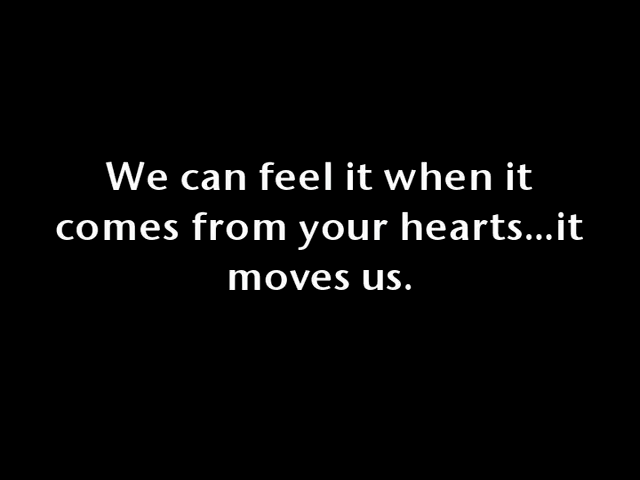 We can feel it when it
comes from your hearts...it
moves us.